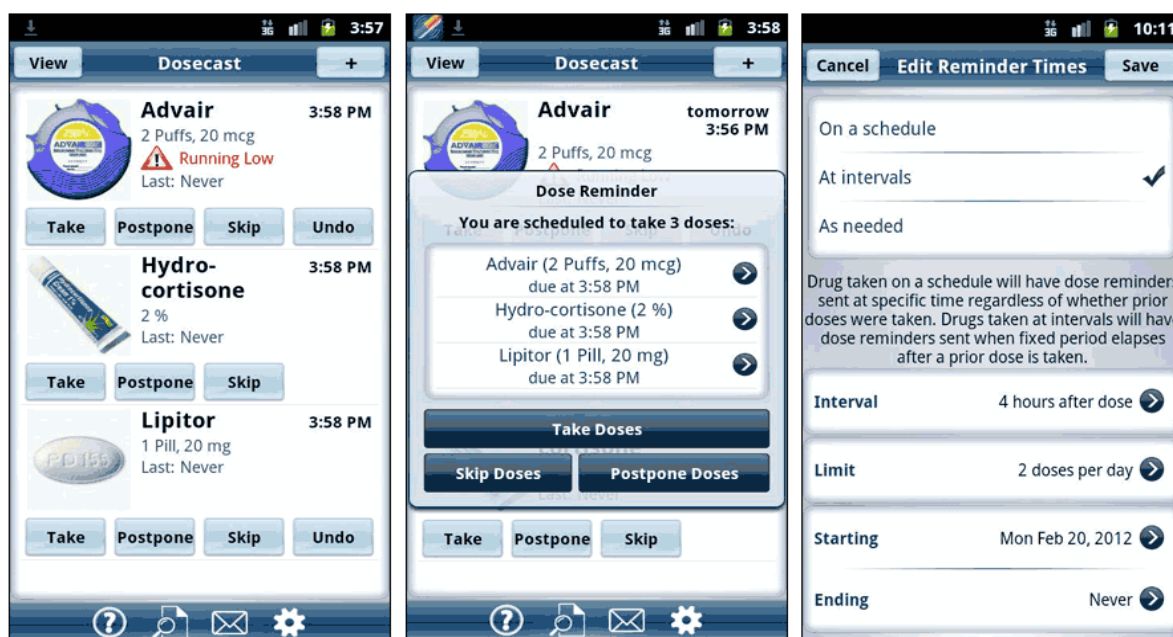 3G 3:57
View Dosecast +
Advair 3:58 PM
2 Puffs, 20 mcg
Running Low
Last: Never
Take Postpone Skip Undo
Hydro-
cortisone 3:58 PM
2 %
Last: Never
Take Postpone Skip
Lipitor 3:58 PM
1 Pill, 20 mg
Last: Never
Take Postpone Skip Undo
3G 3:58
View Dosecast +
Advair tomorrow
3:56 PM
2 Puffs, 20 mcg
Dose Reminder
You are scheduled to take 3 doses:
Advair (2 Puffs, 20 mcg)
due at 3:58 PM
Hydro-cortisone (2 %)
due at 3:58 PM
Lipitor (1 Pill, 20 mg)
due at 3:58 PM
Take Doses
Skip Doses Postpone Doses
Last: Never
Take Postpone Skip
3G 10:11
Cancel Edit Reminder Times Save
On a schedule
At intervals
As needed
Drug taken on a schedule will have dose reminders
sent at specific time regardless of whether prior
doses were taken. Drugs taken at intervals will have
dose reminders sent when fixed period elapses
after a prior dose is taken.
Interval 4 hours after dose
Limit 2 doses per day
Starting Mon Feb 20, 2012
Ending Never